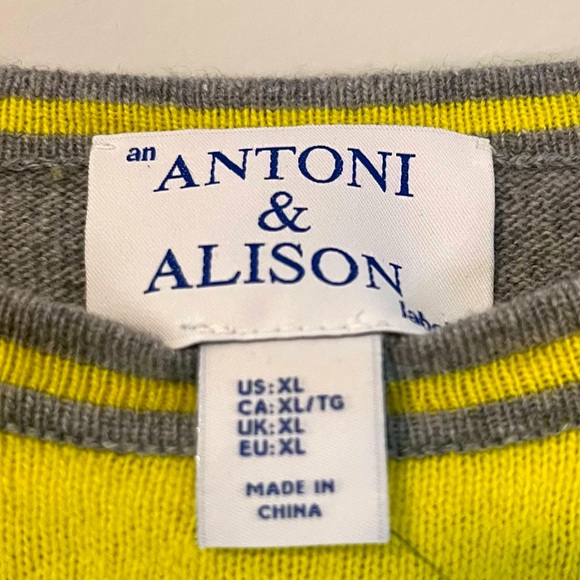 an ANTONI
&
ALISON
US:XL
CA:XL/TG
UK:XL
EU:XL
MADE IN
CHINA